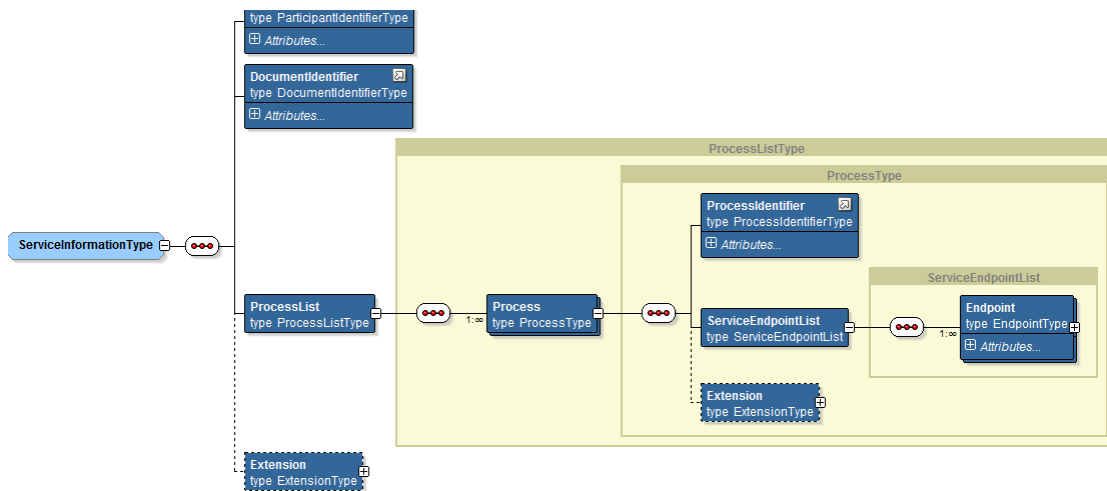 type ParticipantIdentifierType
Attributes...
DocumentIdentifier
type DocumentIdentifierType
Attributes...
ProcessListType
ProcessType
ProcessIdentifier
type ProcessIdentifierType
Attributes...
ServiceInformationType
ServiceEndpointList
ProcessList
type ProcessListType
1:∞
Process
type ProcessType
ServiceEndpointList
type ServiceEndpointList
1:∞
Endpoint
type EndpointType
Attributes...
Extension
type ExtensionType
Extension
type ExtensionType